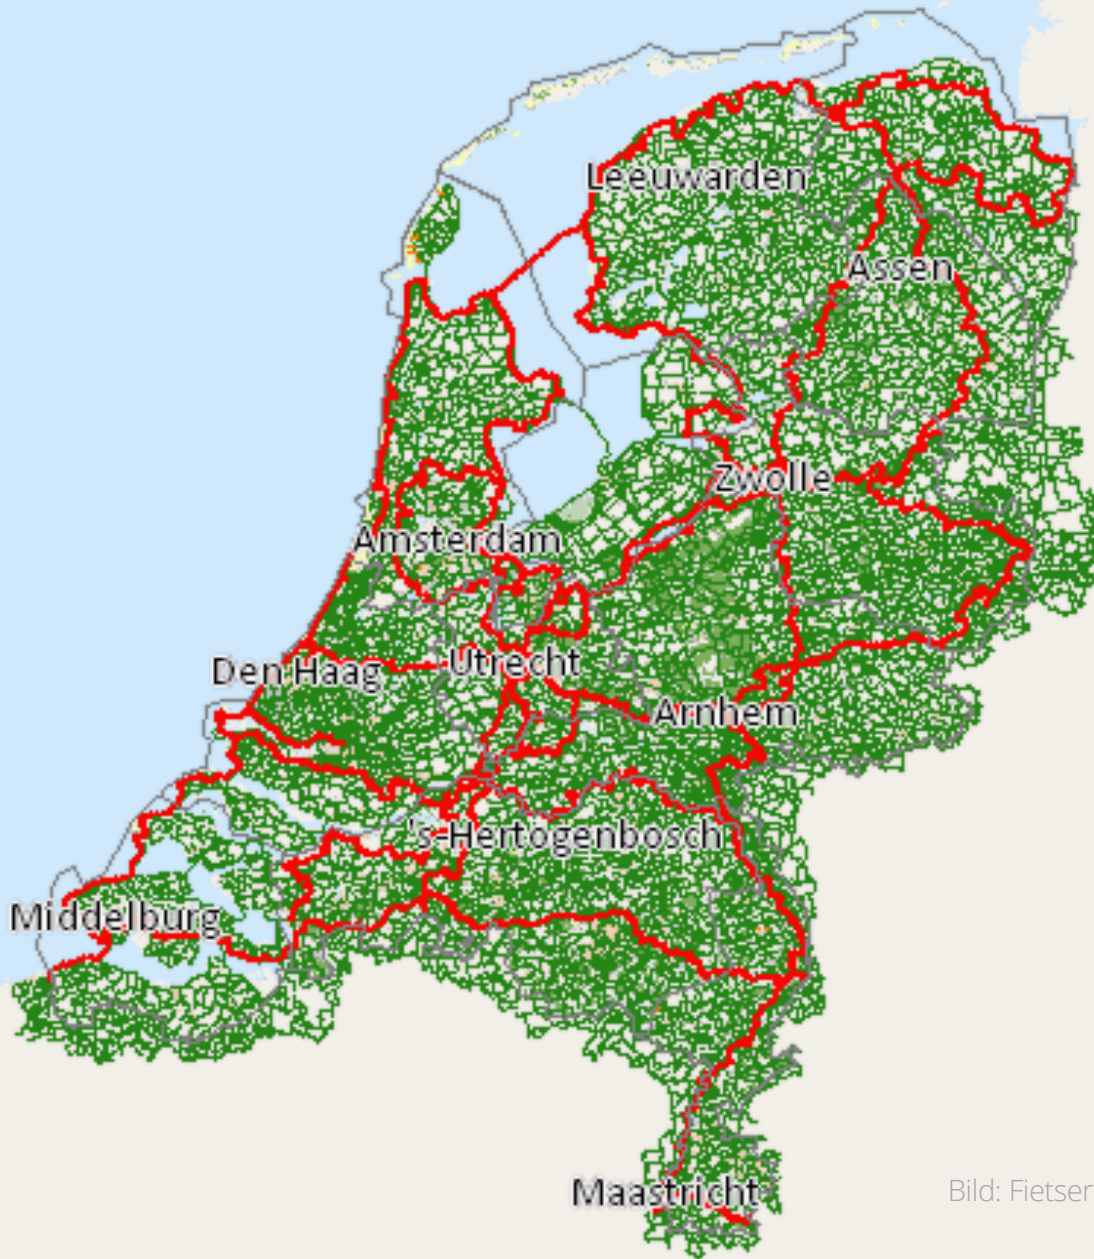 Leeuwarden
Assen
Zwolle
Amsterdam
Den Haag
Utrecht
Arnhem
's-Hertogenbosch
Middelburg
Maastricht
Bild: Fietser